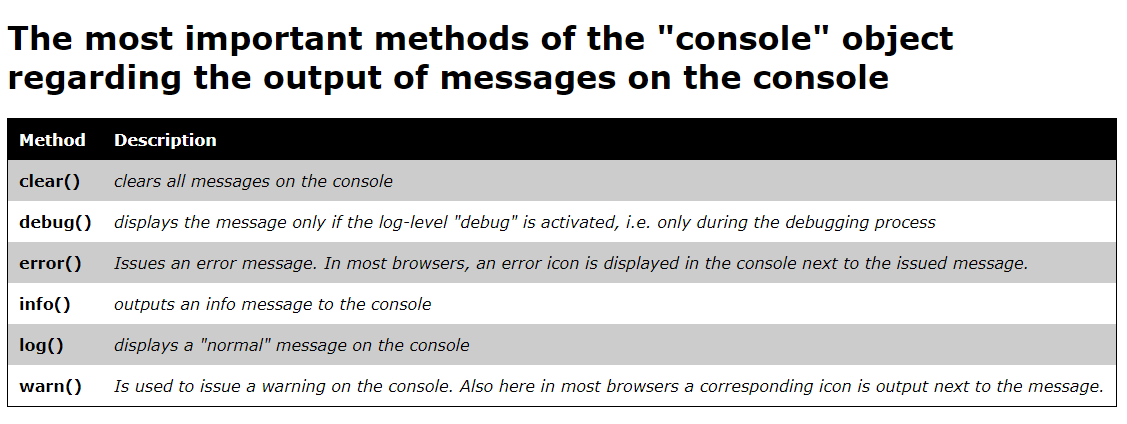 The most important methods of the "console" object
regarding the output of messages on the console
Method Description
clear() clears all messages on the console
debug() displays the message only if the log-level "debug" is activated, i.e. only during the debugging process
error() Issues an error message. In most browsers, an error icon is displayed in the console next to the issued message.
info() outputs an info message to the console
log() displays a "normal" message on the console
warn() Is used to issue a warning on the console. Also here in most browsers a corresponding icon is output next to the message.